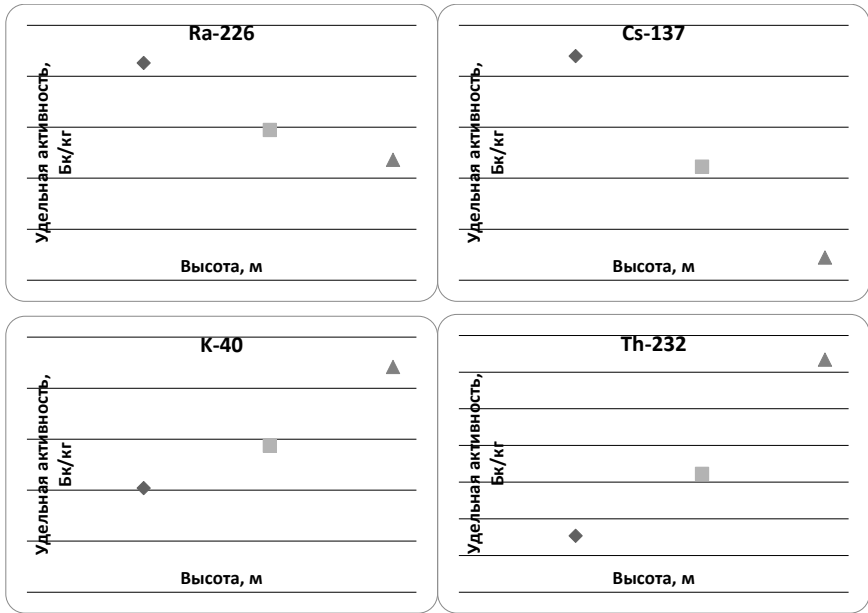 Ra-226
Удельная активность,
Бк/кг
Высота, м
Cs-137
Удельная активность,
Бк/кг
Высота, м
K-40
Удельная активность,
Бк/кг
Высота, м
Th-232
Удельная активность,
Бк/кг
Высота, м